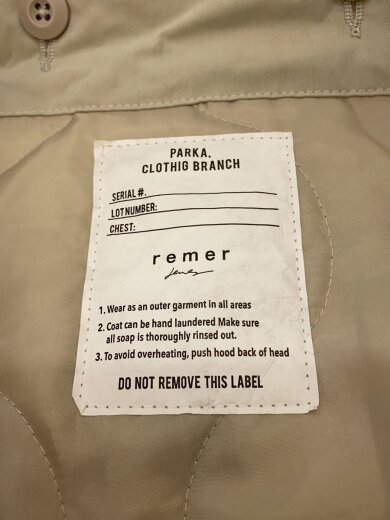 PARKA,
CLOTHIG BRANCH
SERIAL #.
LOT NUMBER:
CHEST:
remer
1. Wear as an outer garment in all areas
2. Coat can be hand laundered Make sure
all soap is thoroughly rinsed out.
3. To avoid overheating, push hood back of head
DO NOT REMOVE THIS LABEL